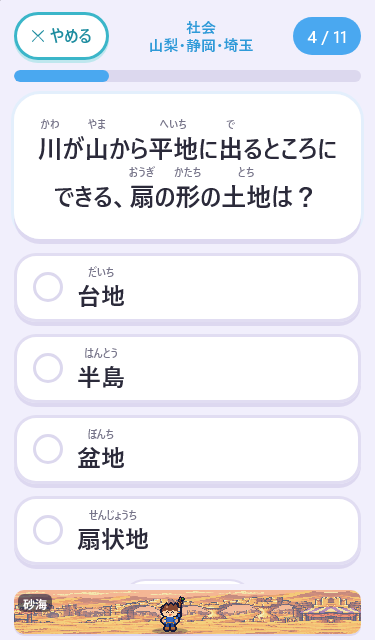 やめる
社会
山梨・静岡・埼玉
4 / 11
かわ やま へいち で
川が山から平地に出るところに
おうぎ かたち とち
できる、扇の形の土地は？
だいち
台地
はんとう
半島
ぼんち
盆地
せんじょうち
扇状地
砂海